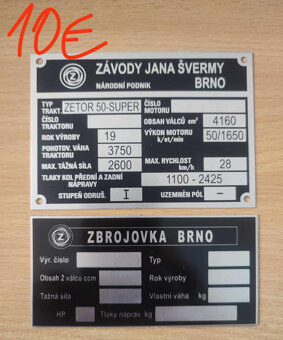 10€
Z
ZÁVODY JANA ŠVERMY
NÁRODNÍ PODNIK BRNO
TYP TRAKT. ZETOR 50-SUPER ČÍSLO MOTORU
ČÍSLO TRAKTORU OBSAH VÁLCŮ cm³ 4160
ROK VÝROBY 19 VÝKON MOTORU k/ot/min 50/1650
POHOTOV. VÁHA 3750
MAX. TAŽNÁ SÍLA 2600 MAX. RYCHLOST km/h 28
TLAKY KOL PŘEDNÍ A ZADNÍ NÁPRAVY 1100 - 2425
STUPEŇ ODRUŠ. I UZEMNĚN PÓL –
Z ZBROJOVKA BRNO
Výr. číslo Typ
Obsah 2 válců ccm Rok výroby
Tažná síla Vlastní váha kg
HP Tlaky náprav kg